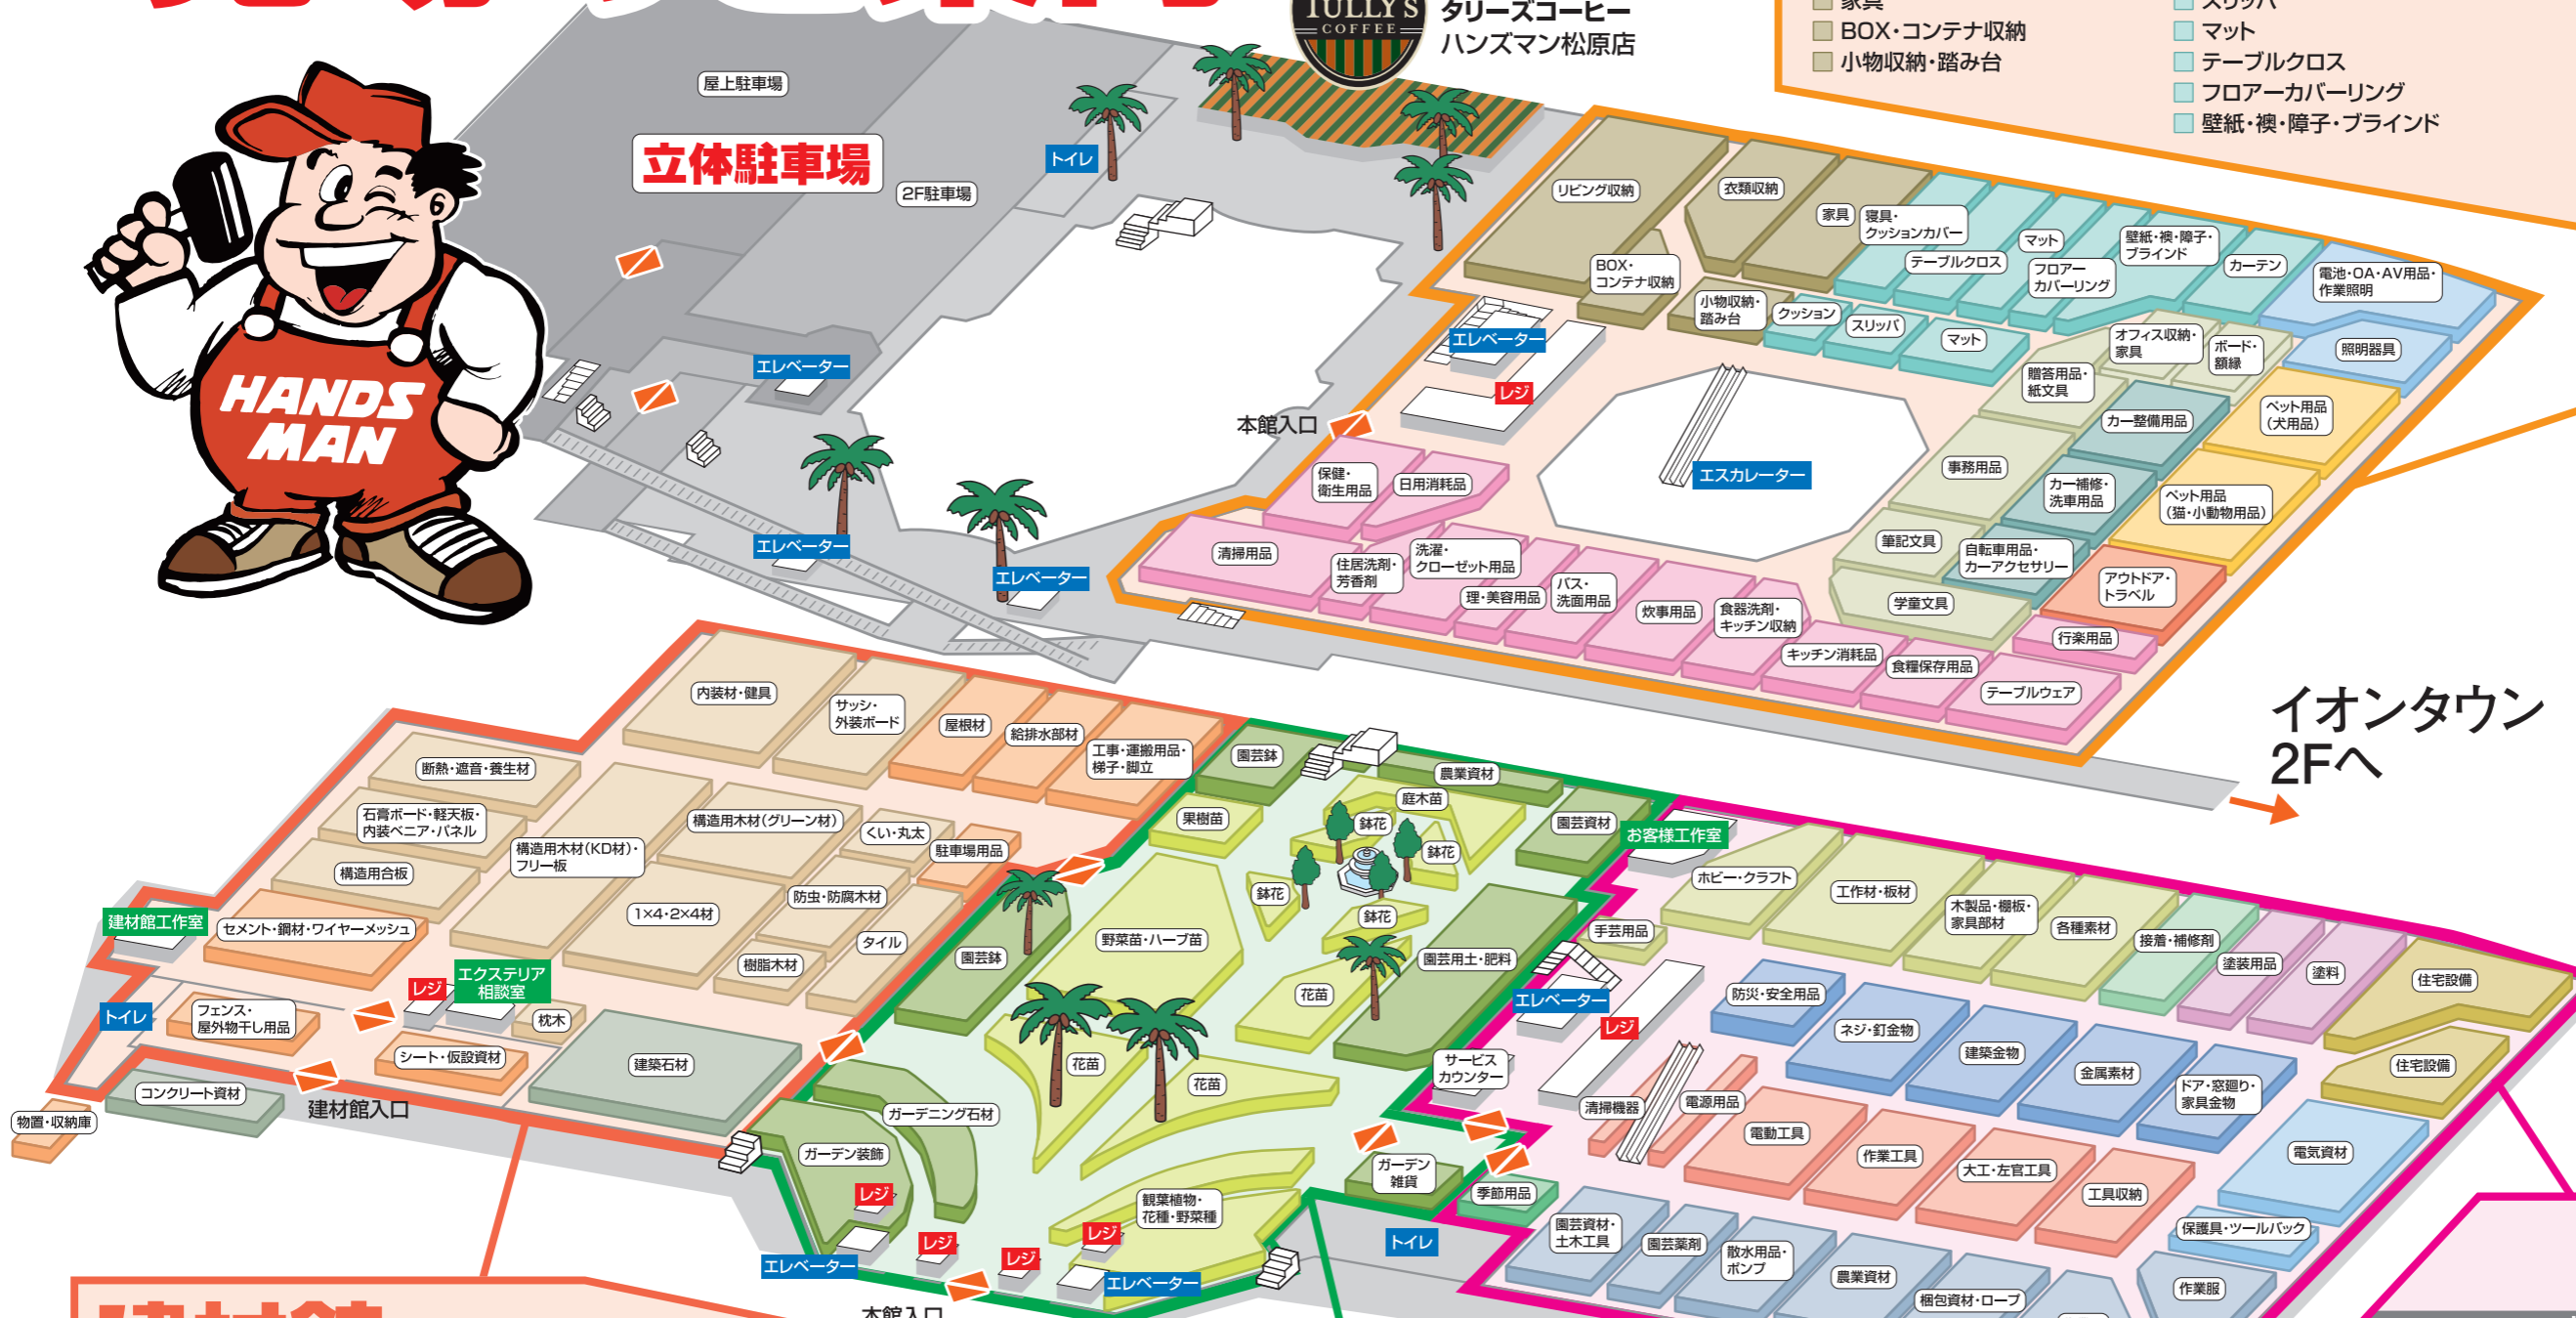 TULLY'S
COFFEE
タリーズコーヒー
ハンズマン松原店
家具
BOX・コンテナ収納
小物収納・踏み台
スリッパ
マット
テーブルクロス
フロアーカバーリング
壁紙・襖・障子・ブラインド
HANDS
MAN
屋上駐車場
立体駐車場
2F駐車場
トイレ
エレベーター
エレベーター
エレベーター
リビング収納
衣類収納
家具
寝具・
クッションカバー
BOX・
コンテナ収納
テーブルクロス
マット
フロアー
カバーリング
壁紙・襖・障子・
ブラインド
カーテン
電池・OA・AV用品・
作業照明
小物収納・
踏み台
クッション
スリッパ
マット
オフィス収納・
家具
ボード・
額縁
照明器具
エレベーター
レジ
本館入口
エスカレーター
贈答用品・
紙文具
カー整備用品
ペット用品
（犬用品）
事務用品
カー補修・
洗車用品
ペット用品
（猫・小動物用品）
保健・
衛生用品
日用消耗品
清掃用品
住居洗剤・
芳香剤
洗濯・
クローゼット用品
理・美容用品
バス・
洗面用品
炊事用品
食器洗剤・
キッチン収納
キッチン消耗品
食糧保存用品
テーブルウェア
筆記文具
自転車用品・
カーアクセサリー
学童文具
アウトドア・
トラベル
行楽用品
イオンタウン
2Fへ
内装材・健具
サッシ・
外装ボード
屋根材
給排水部材
工事・運搬用品・
梯子・脚立
断熱・遮音・養生材
石膏ボード・軽天板・
内装ベニア・パネル
構造用合板
構造用木材(KD材)・
フリー板
構造用木材(グリーン材)
くい・丸太
駐車場用品
1×4・2×4材
防虫・防腐木材
樹脂木材
タイル
建材館工作室
セメント・鋼材・ワイヤーメッシュ
レジ
エクステリア
相談室
トイレ
フェンス・
屋外物干し用品
枕木
シート・仮設資材
建築石材
コンクリート資材
物置・収納庫
建材館入口
園芸鉢
農業資材
庭木苗
果樹苗
鉢花
鉢花
鉢花
鉢花
園芸資材
園芸鉢
野菜苗・ハーブ苗
園芸用土・肥料
花苗
花苗
花苗
ガーデニング石材
ガーデン装飾
レジ
レジ
レジ
レジ
観葉植物・
花種・野菜種
ガーデン
雑貨
サービス
カウンター
エレベーター
エレベーター
トイレ
本館入口
お客様工作室
ホビー・クラフト
工作材・板材
木製品・棚板・
家具部材
各種素材
接着・補修剤
塗装用品
塗料
住宅設備
住宅設備
手芸用品
エレベーター
レジ
防災・安全用品
ネジ・釘金物
建築金物
金属素材
ドア・窓廻り・
家具金物
清掃機器
電源用品
電動工具
作業工具
大工・左官工具
工具収納
電気資材
保護具・ツールバック
作業服
季節用品
園芸資材・
土木工具
園芸薬剤
散水用品・
ポンプ
農業資材
梱包資材・ロープ